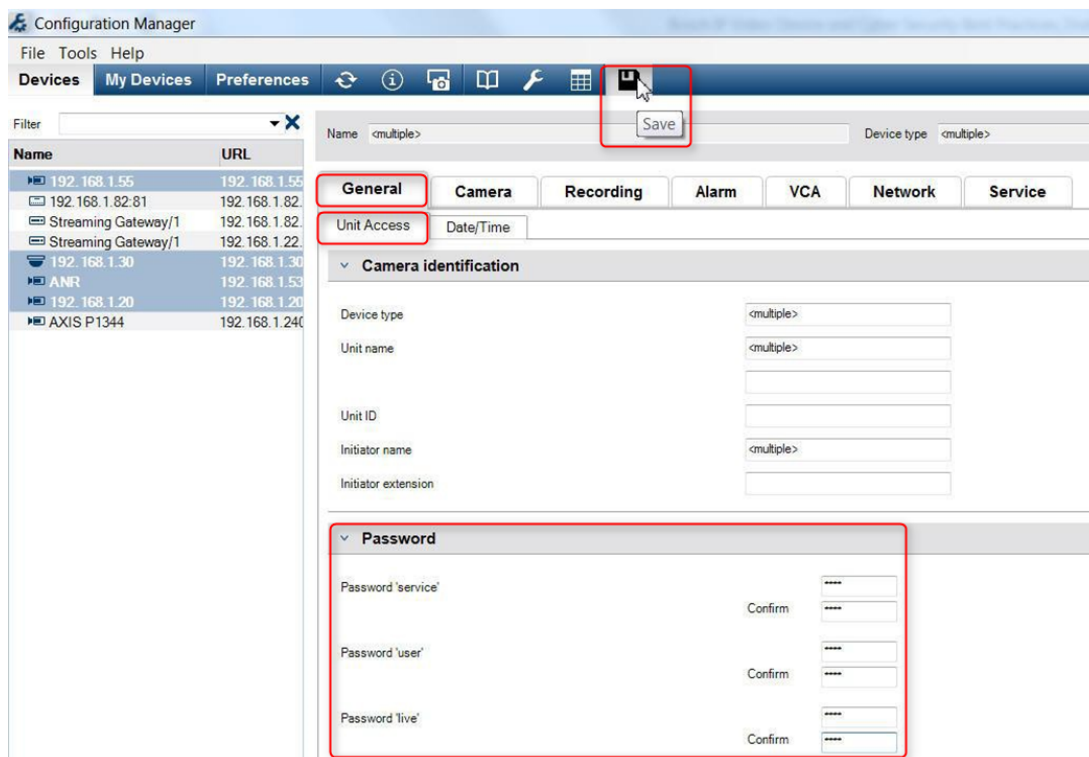 Configuration Manager
File Tools Help
Devices My Devices Preferences
Save
Filter
Name <multiple> Device type <multiple>
Name URL
192.168.1.55 192.168.1.55
192.168.1.82:81 192.168.1.82.
Streaming Gateway/1 192.168.1.82.
Streaming Gateway/1 192.168.1.22.
192.168.1.30 192.168.1.30
ANR 192.168.1.53
192.168.1.20 192.168.1.20
AXIS P1344 192.168.1.240
General Camera Recording Alarm VCA Network Service
Unit Access Date/Time
Camera identification
Device type <multiple>
Unit name <multiple>
Unit ID
Initiator name <multiple>
Initiator extension
Password
Password 'service' ****
Confirm ****
Password 'user' ****
Confirm ****
Password 'live' ****
Confirm ****